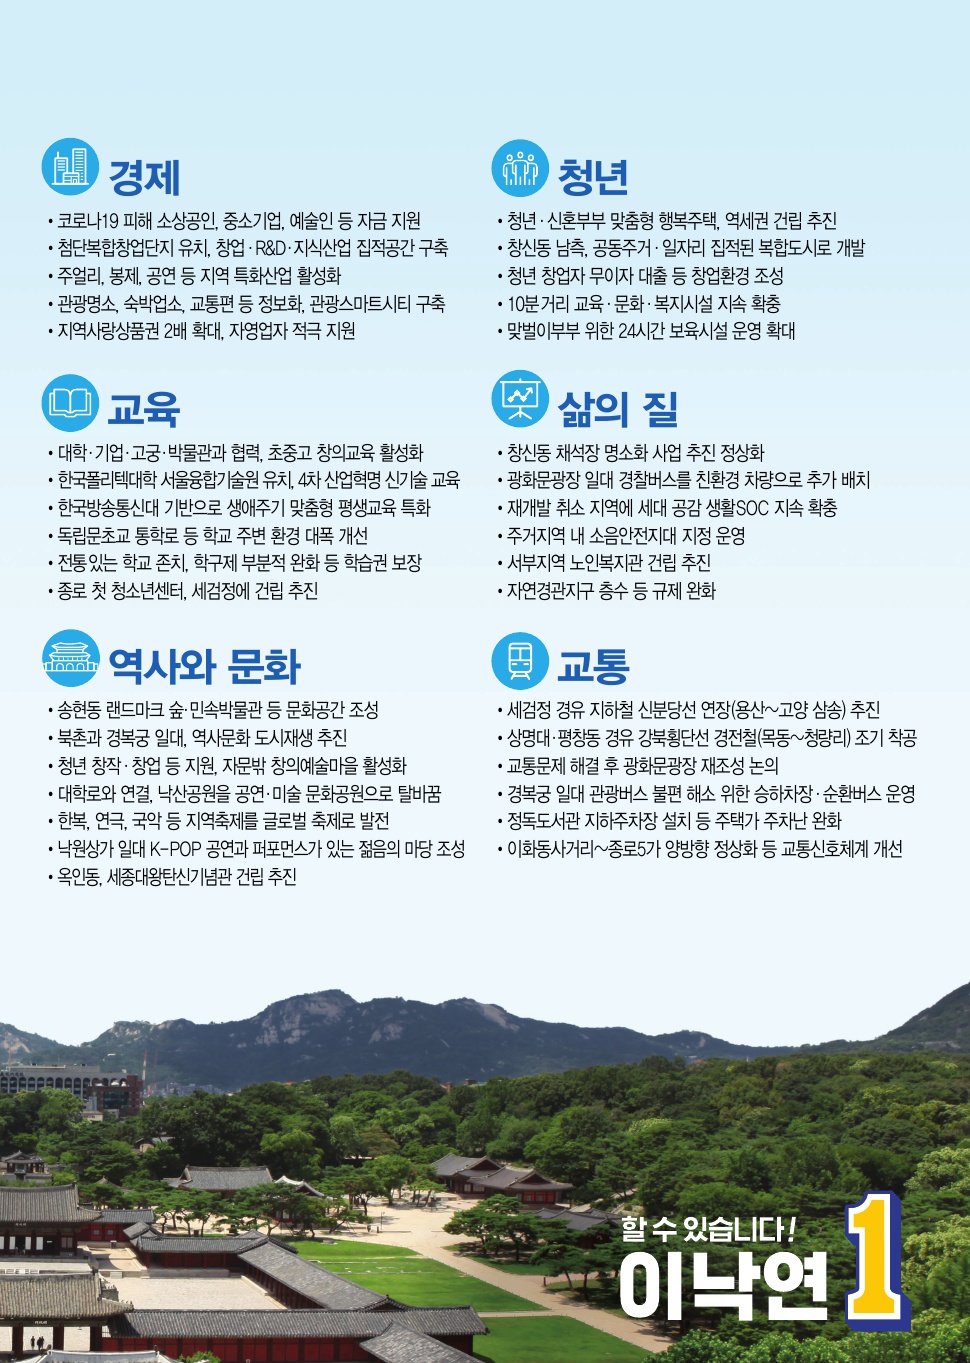 경제
• 코로나19 피해 소상공인, 중소기업, 예술인 등 자금 지원
• 첨단복합창업단지 유치, 창업·R&D·지식산업 집적공간 구축
• 주얼리, 봉제, 공연 등 지역 특화산업 활성화
• 관광명소, 숙박업소, 교통편 등 정보화, 관광스마트시티 구축
• 지역사랑상품권 2배 확대, 자영업자 적극 지원
청년
• 청년·신혼부부 맞춤형 행복주택, 역세권 건립 추진
• 창신동 남측, 공동주거·일자리 집적된 복합도시로 개발
• 청년 창업자 무이자 대출 등 창업환경 조성
• 10분거리 교육·문화·복지시설 지속 확충
• 맞벌이부부 위한 24시간 보육시설 운영 확대
교육
• 대학·기업·고궁·박물관과 협력, 초중고 창의교육 활성화
• 한국폴리텍대학 서울융합기술원 유치, 4차 산업혁명 신기술 교육
• 한국방송통신대 기반으로 생애주기 맞춤형 평생교육 특화
• 독립문초교 통학로 등 학교 주변 환경 대폭 개선
• 전통있는 학교 존치, 학구제 부분적 완화 등 학습권 보장
• 종로 첫 청소년센터, 세검정에 건립 추진
삶의 질
• 창신동 채석장 명소화 사업 추진 정상화
• 광화문광장 일대 경찰버스를 친환경 차량으로 추가 배치
• 재개발 취소 지역에 세대 공감 생활SOC 지속 확충
• 주거지역 내 소음안전지대 지정 운영
• 서부지역 노인복지관 건립 추진
• 자연경관지구 층수 등 규제 완화
역사와 문화
• 송현동 랜드마크 숲·민속박물관 등 문화공간 조성
• 북촌과 경복궁 일대, 역사문화 도시재생 추진
• 청년 창작·창업 등 지원, 자문밖 창의예술마을 활성화
• 대학로와 연결, 낙산공원을 공연·미술 문화공원으로 탈바꿈
• 한복, 연극, 국악 등 지역축제를 글로벌 축제로 발전
• 낙원상가 일대 K-POP 공연과 퍼포먼스가 있는 젊음의 마당 조성
• 옥인동, 세종대왕탄신기념관 건립 추진
교통
• 세검정 경유 지하철 신분당선 연장(용산~고양 삼송) 추진
• 상명대·평창동 경유 강북횡단선 경전철(목동~청량리) 조기 착공
• 교통문제 해결 후 광화문광장 재조성 논의
• 경복궁 일대 관광버스 불편 해소 위한 승하차장·순환버스 운영
• 정독도서관 지하주차장 설치 등 주택가 주차난 완화
• 이화동사거리~종로5가 양방향 정상화 등 교통신호체계 개선
할 수 있습니다!
이낙연 1